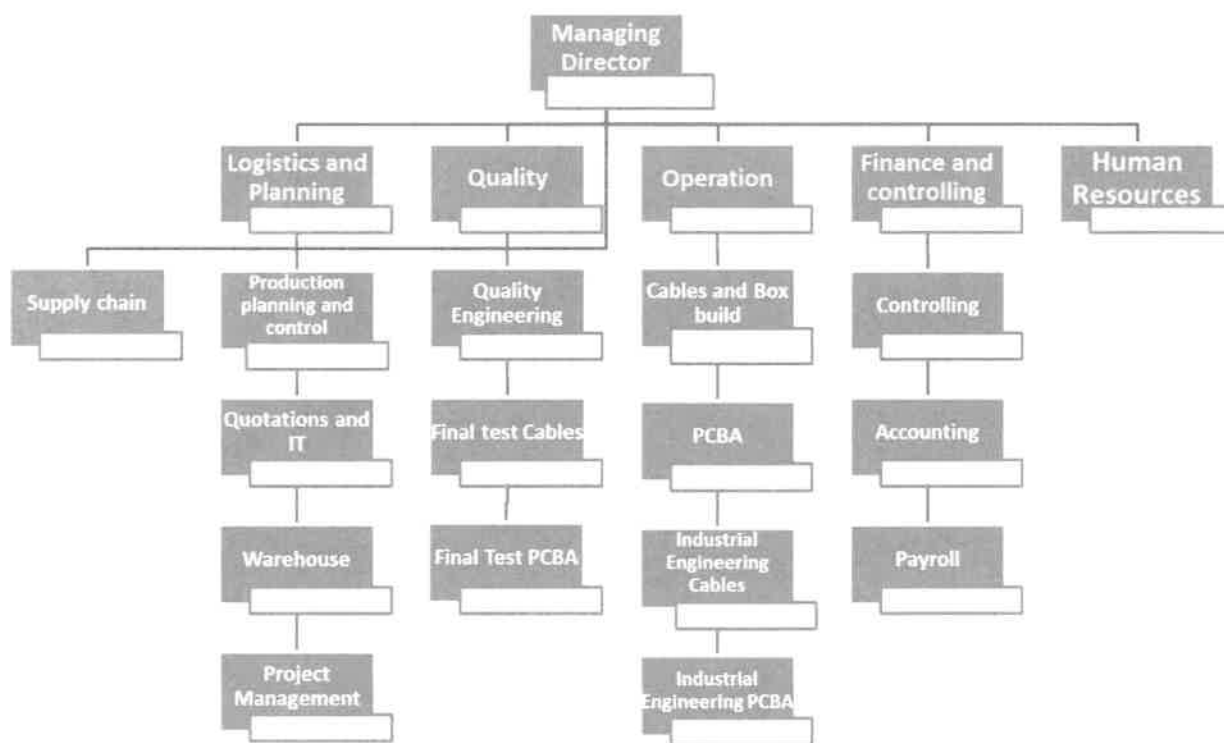 Managing
Director
Logistics and
Planning
Quality
Operation
Finance and
controlling
Human
Resources
Supply chain
Production
planning and
control
Quality
Engineering
Cables and Box
build
Controlling
Quotations and
IT
Final test Cables
PCBA
Accounting
Warehouse
Final Test PCBA
Industrial
Engineering
Cables
Payroll
Project
Management
Industrial
Engineering PCBA